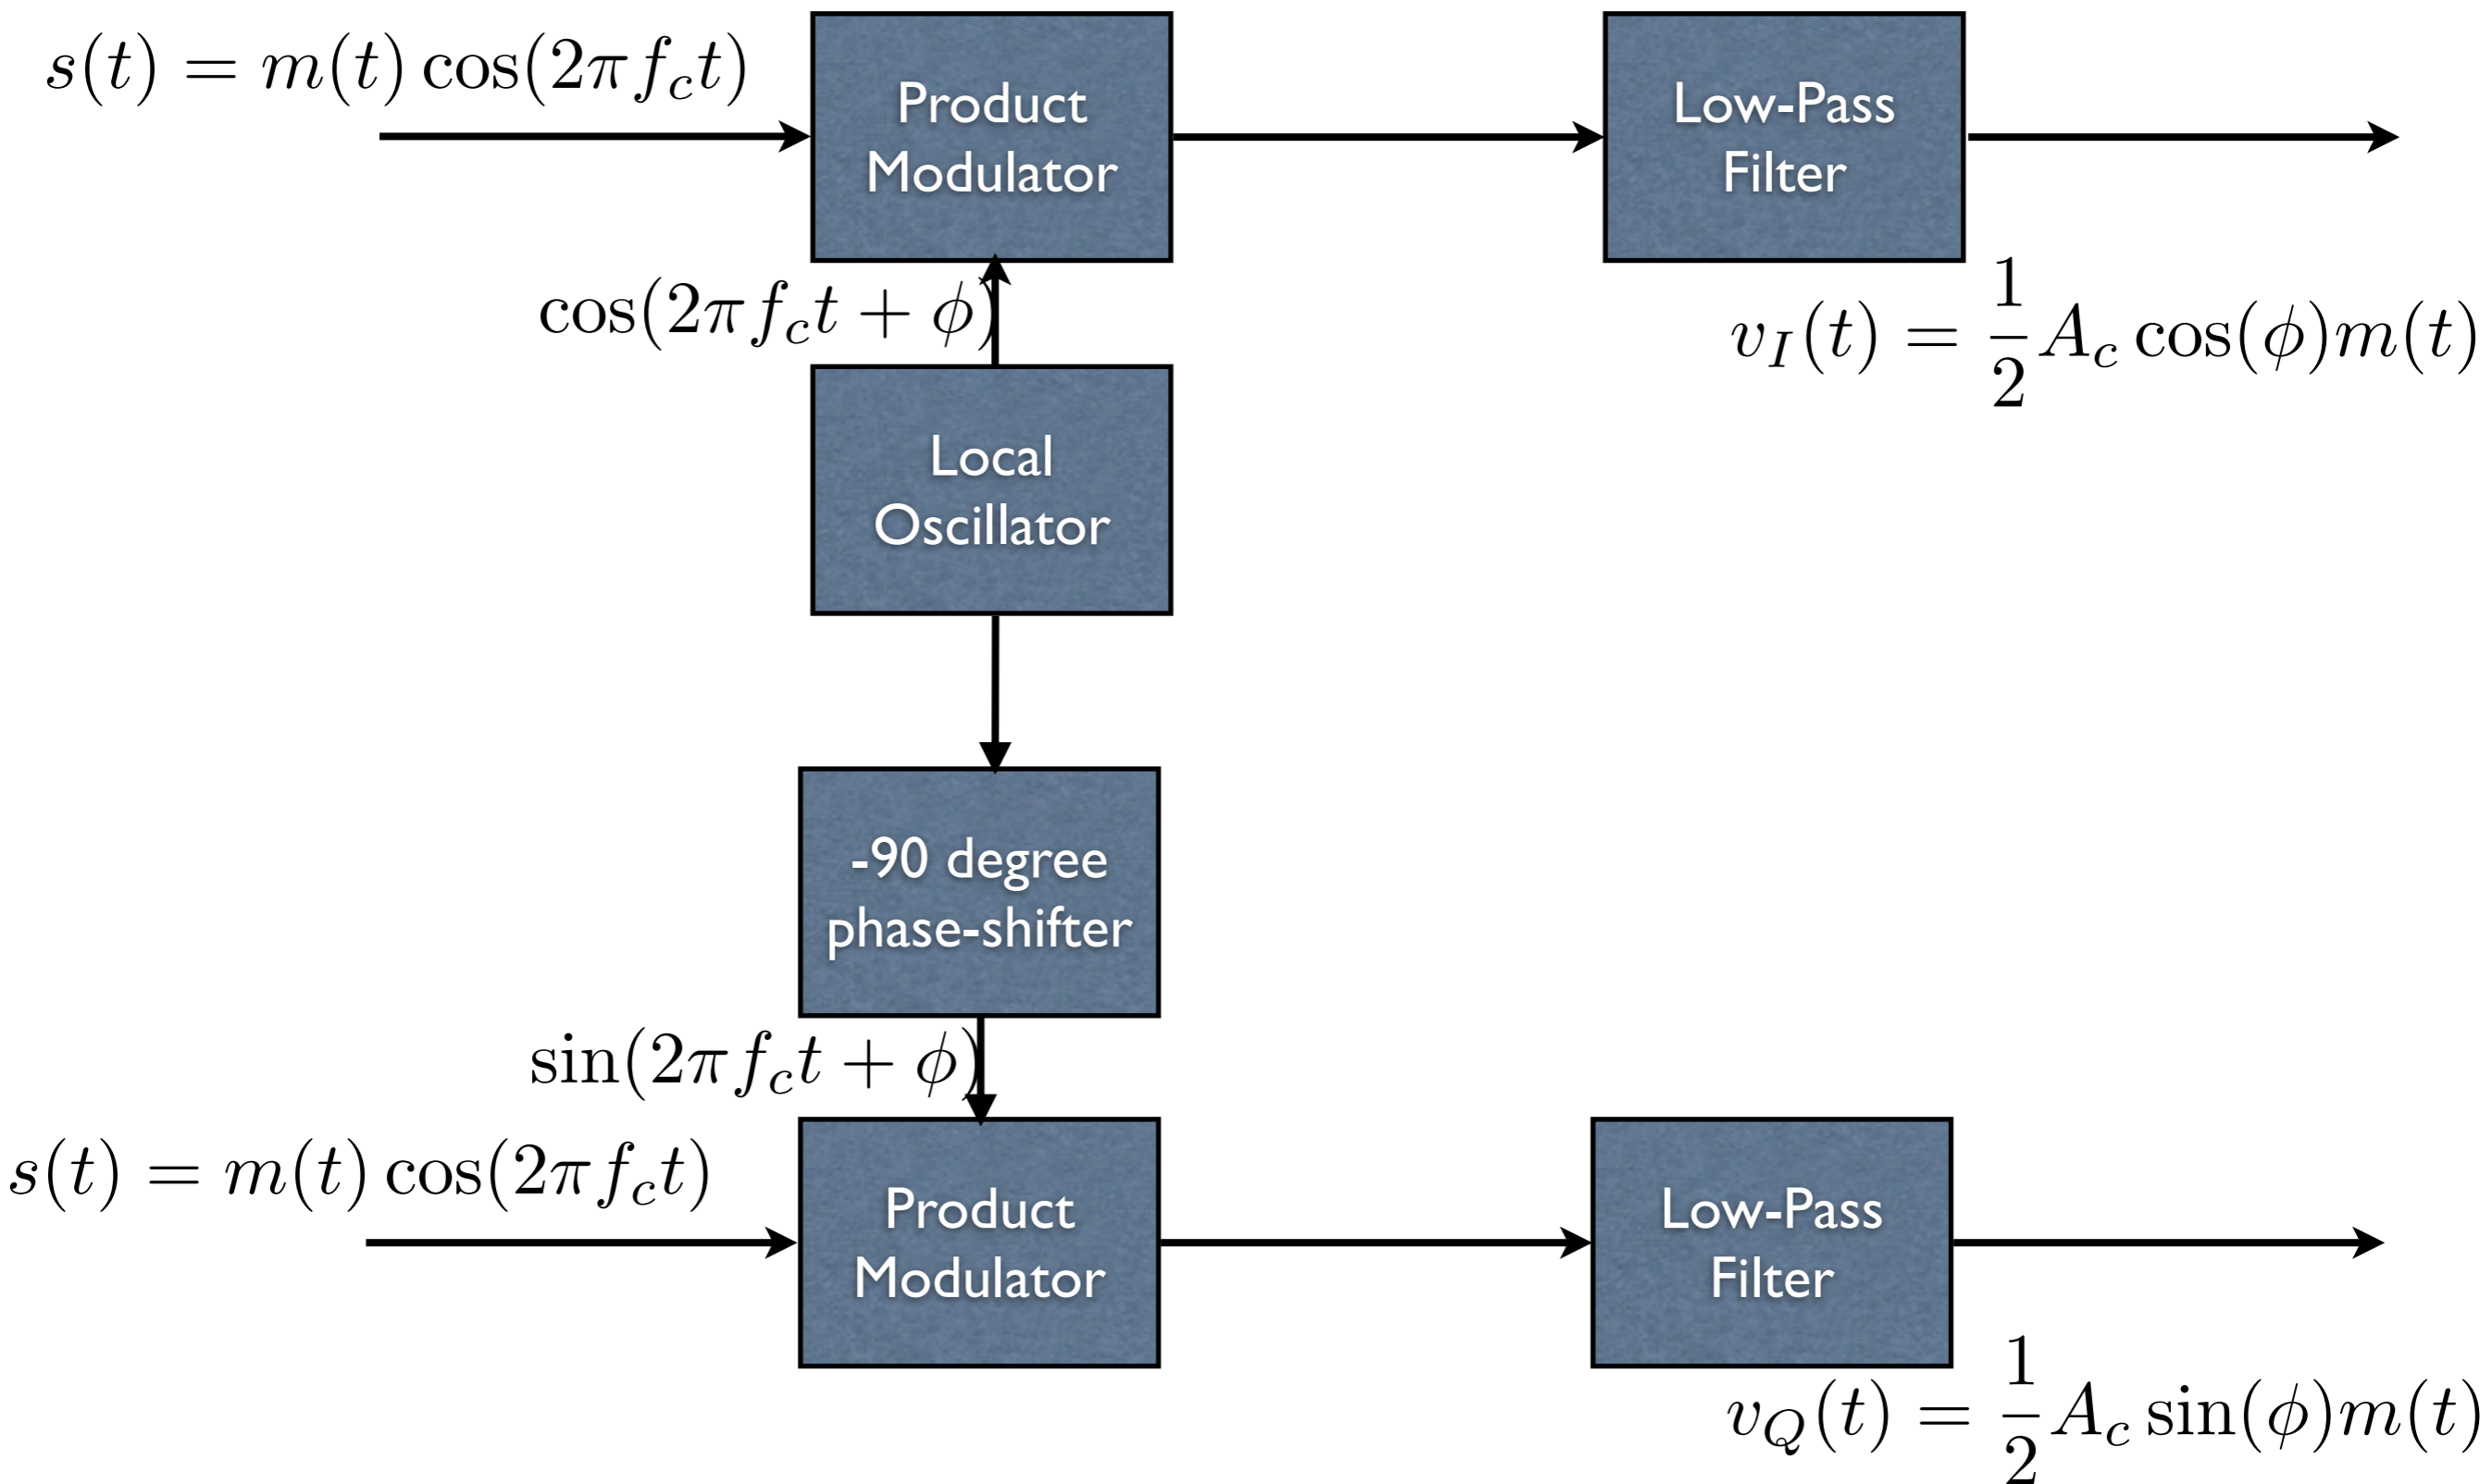 s(t) = m(t) cos(2πf_c t)
Product
Modulator
Low-Pass
Filter
cos(2πf_c t + ϕ)
v_I(t) = 1/2 A_c cos(ϕ)m(t)
Local
Oscillator
-90 degree
phase-shifter
sin(2πf_c t + ϕ)
s(t) = m(t) cos(2πf_c t)
Product
Modulator
Low-Pass
Filter
v_Q(t) = 1/2 A_c sin(ϕ)m(t)